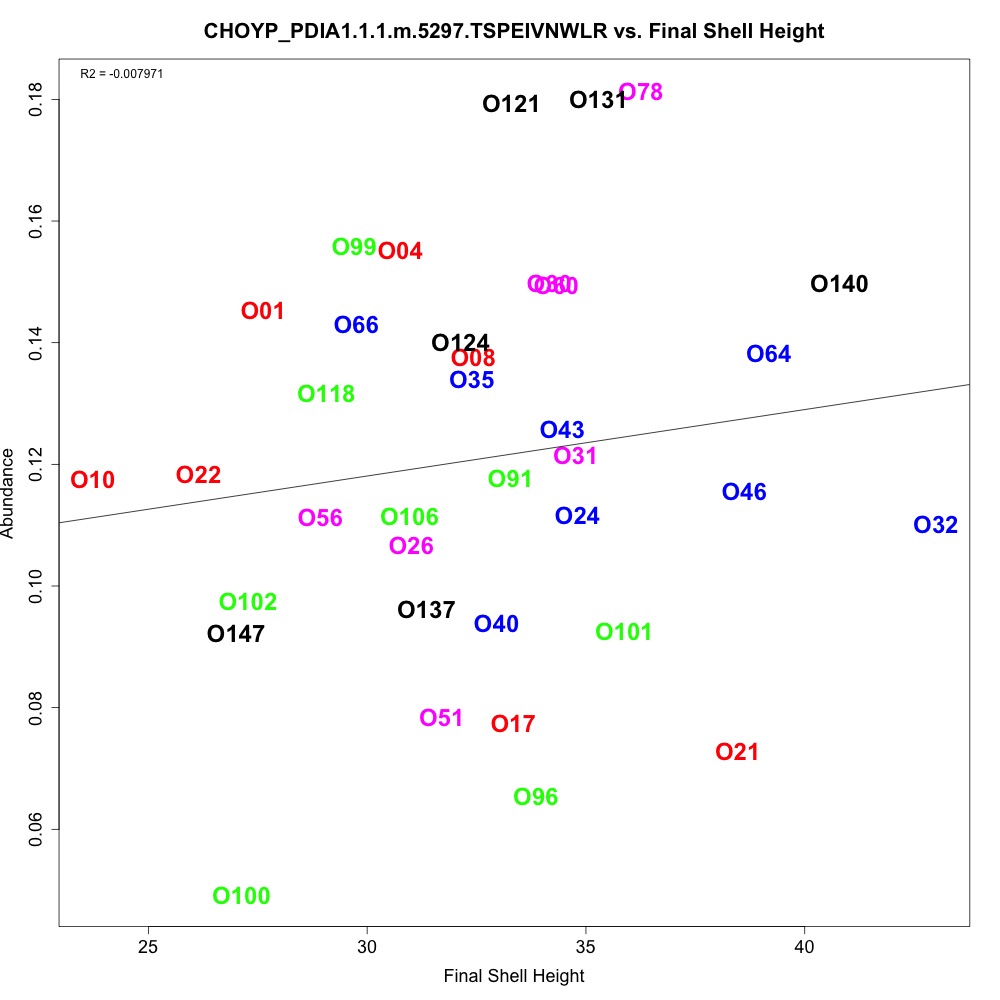 CHOYP_PDIA1.1.1.m.5297.TSPEIVNWLR vs. Final Shell Height
R2 = -0.007971
O121
O131
O78
O99
O04
O60
O140
O01
O66
O124
O08
O64
O35
O118
O43
O31
O10
O22
O91
O46
O56
O106
O24
O32
O26
O102
O137
O147
O40
O101
O51
O17
O21
O96
O100
0.18
0.16
0.14
0.12
0.10
0.08
0.06
Abundance
25 30 35 40
Final Shell Height